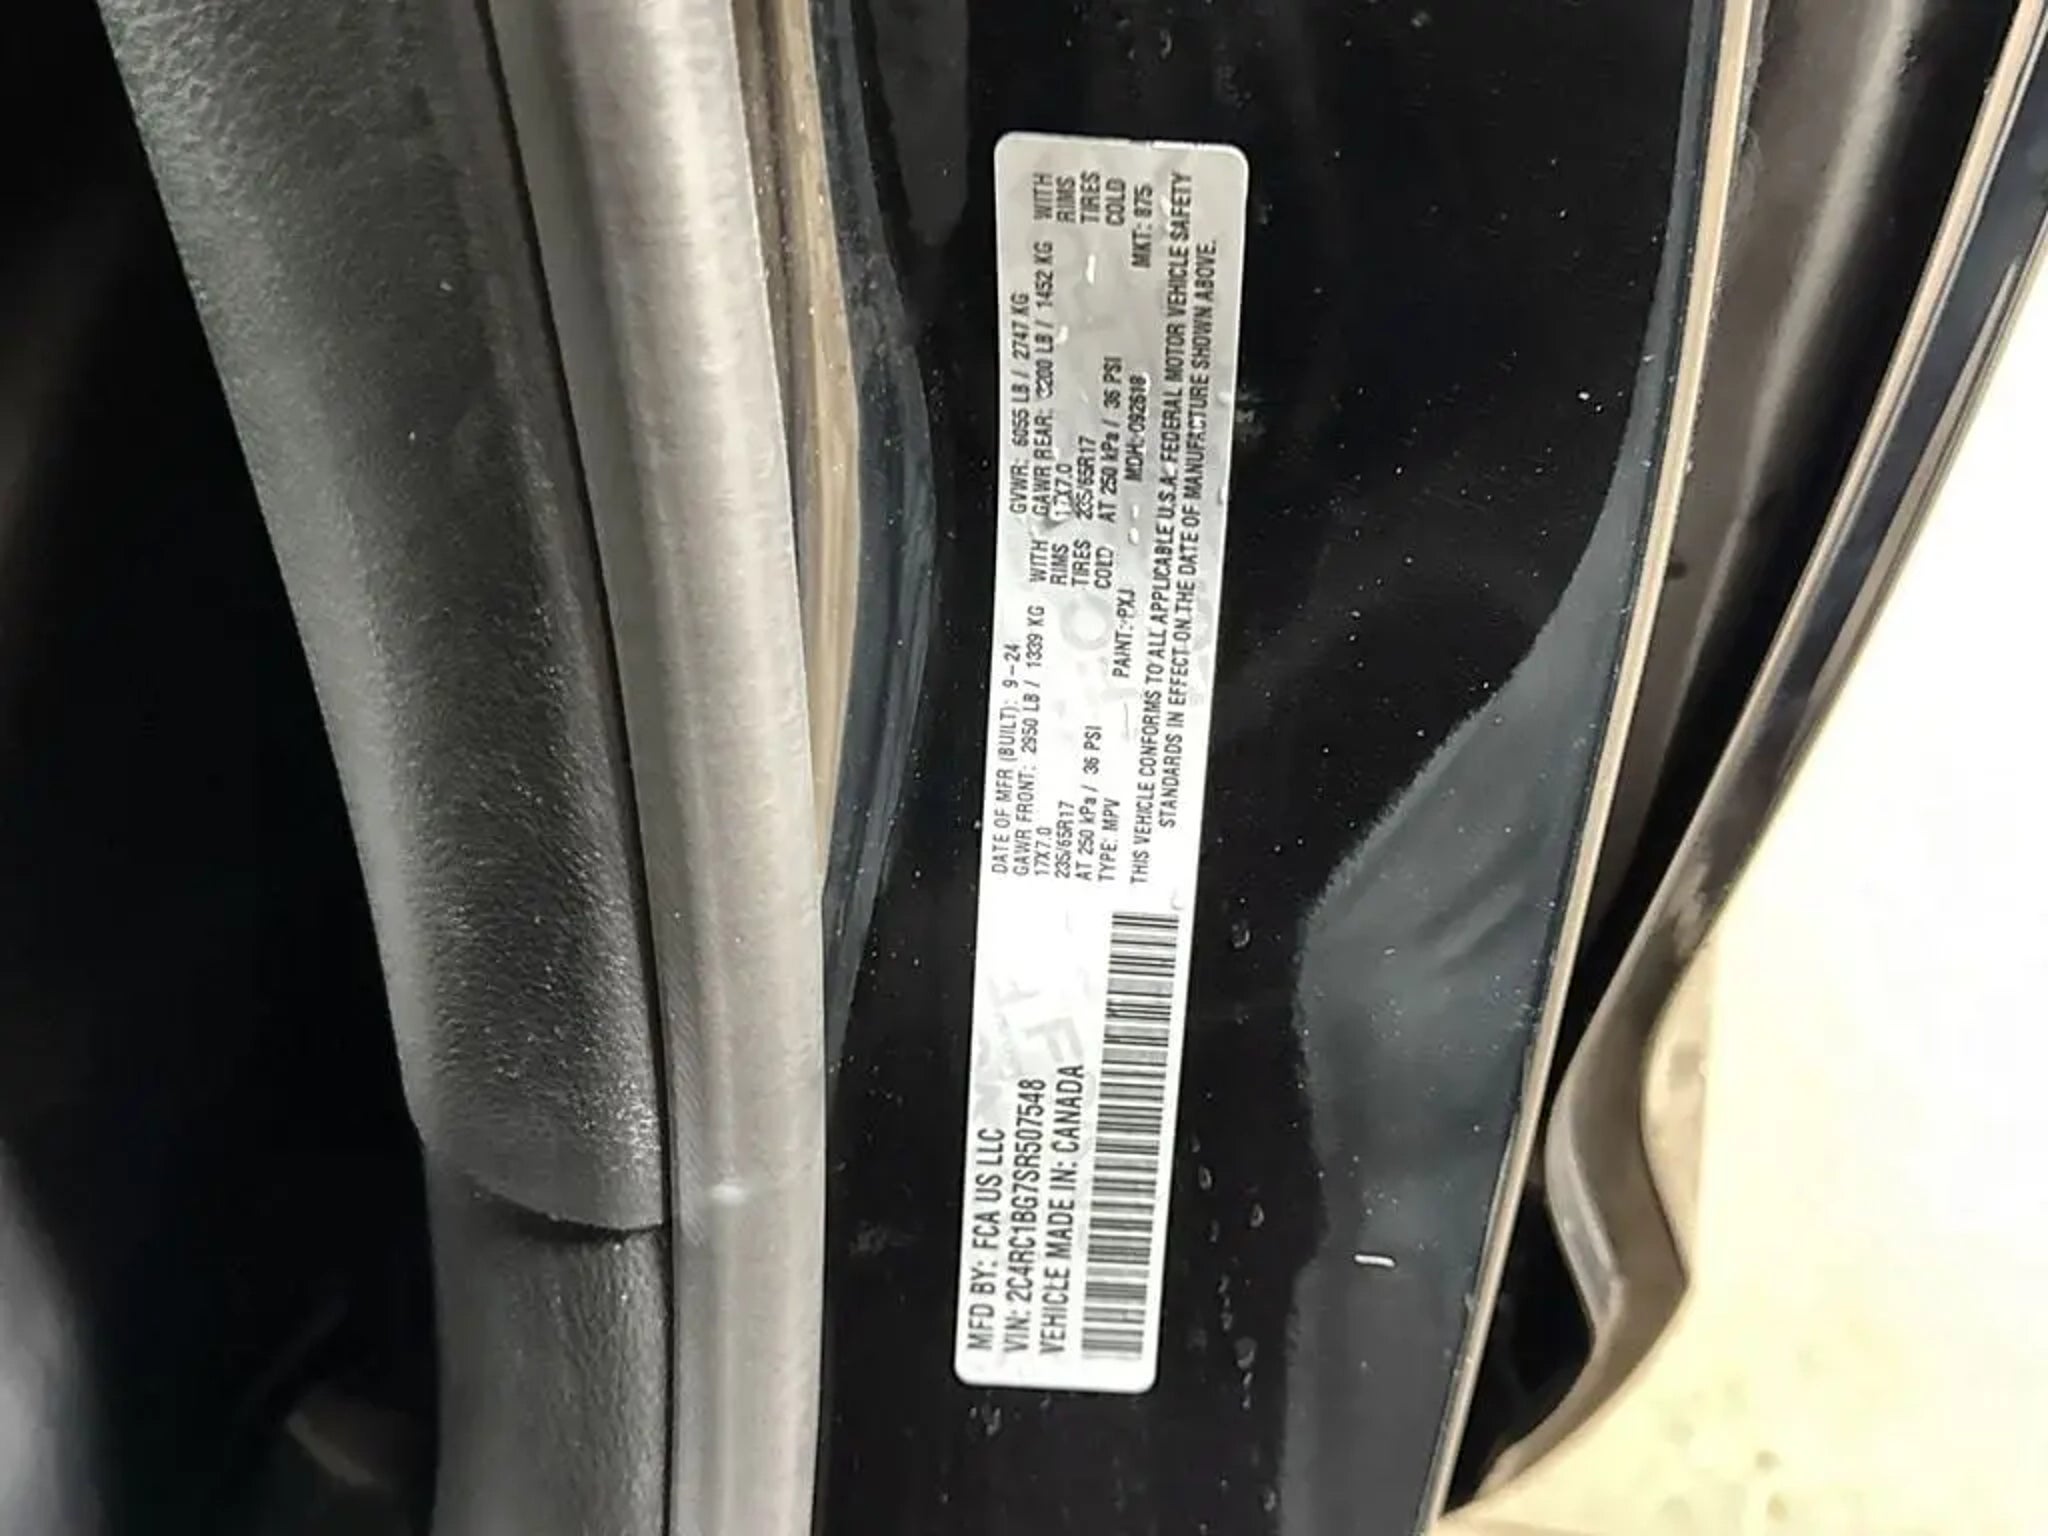 MFD BY: FCA US LLC
VIN: 2C4RC1BG7SR507548
VEHICLE MADE IN: CANADA
DATE OF MFR (BUILT): 9-24 GVWR: 6055 LB / 2747 KG
GAWR FRONT: 2950 LB / 1339 KG WITH GAWR REAR: 3200 LB / 1452 KG WITH
17X7.0 RIMS 17X7.0 RIMS
235/65R17 TIRES 235/65R17 TIRES
AT 250 kPa / 36 PSI COLD AT 250 kPa / 36 PSI COLD
TYPE: MPV PAINT: PXJ MDH: 092618 MKT: 875
THIS VEHICLE CONFORMS TO ALL APPLICABLE U.S.A. FEDERAL MOTOR VEHICLE SAFETY
STANDARDS IN EFFECT ON THE DATE OF MANUFACTURE SHOWN ABOVE.